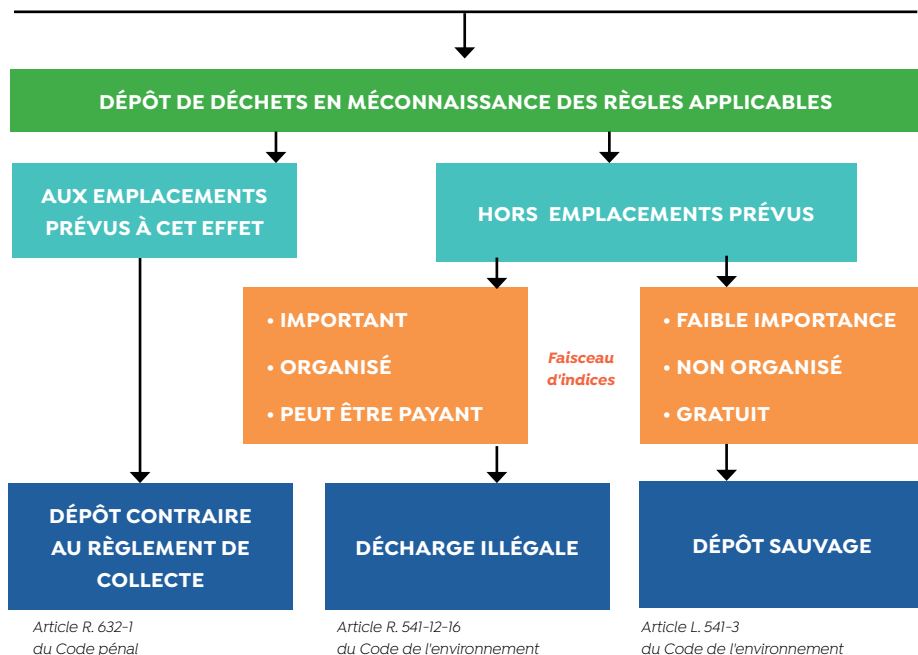 DÉPÔT DE DÉCHETS EN MÉCONNAISSANCE DES RÈGLES APPLICABLES
AUX EMPLACEMENTS
PRÉVUS À CET EFFET
HORS EMPLACEMENTS PRÉVUS
• IMPORTANT
• ORGANISÉ
• PEUT ÊTRE PAYANT
Faisceau
d'indices
• FAIBLE IMPORTANCE
• NON ORGANISÉ
• GRATUIT
DÉPÔT CONTRAIRE
AU RÈGLEMENT DE
COLLECTE
DÉCHARGE ILLÉGALE
DÉPÔT SAUVAGE
Article R. 632-1
du Code pénal
Article R. 541-12-16
du Code de l'environnement
Article L. 541-3
du Code de l'environnement